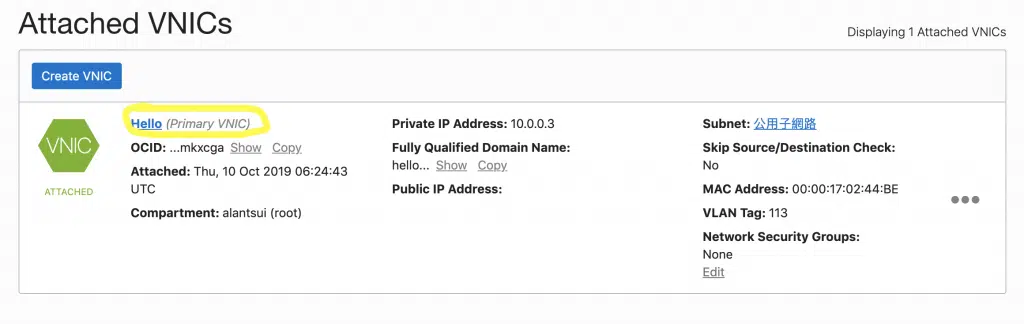 Attached VNICs
Displaying 1 Attached VNICs
Create VNIC
VNIC
ATTACHED
Hello (Primary VNIC)
OCID: ...mkxcga Show Copy
Attached: Thu, 10 Oct 2019 06:24:43
UTC
Compartment: alantsui (root)
Private IP Address: 10.0.0.3
Fully Qualified Domain Name:
hello... Show Copy
Public IP Address:
Subnet: 公用子網路
Skip Source/Destination Check:
No
MAC Address: 00:00:17:02:44:BE
VLAN Tag: 113
Network Security Groups:
None
Edit